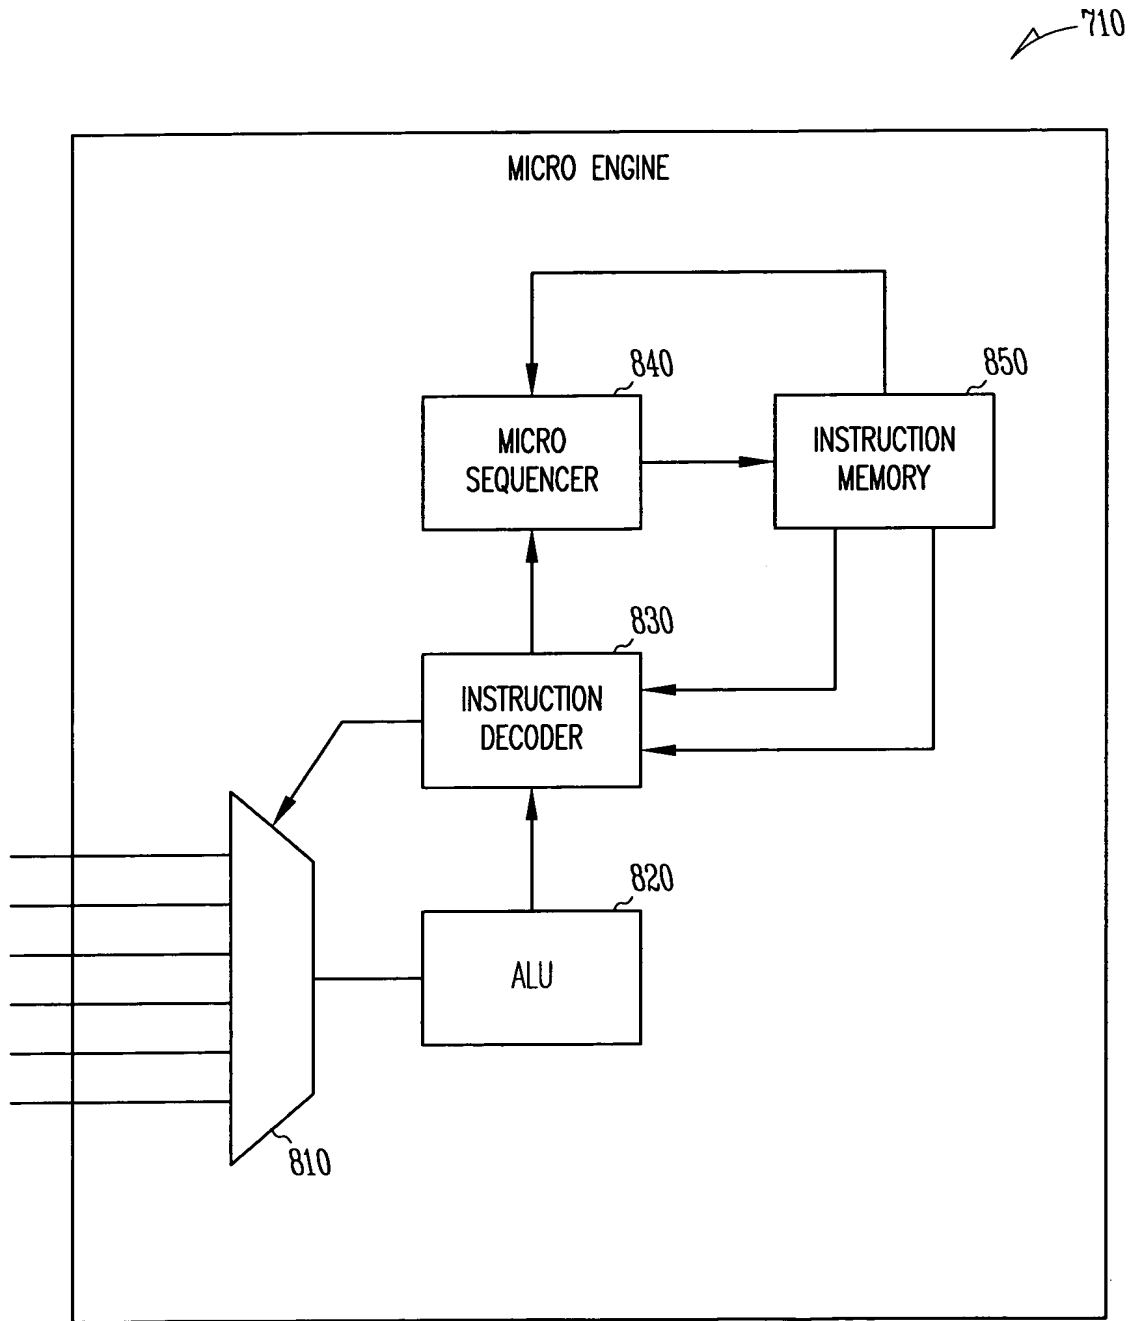 710
MICRO ENGINE
840
MICRO
SEQUENCER
850
INSTRUCTION
MEMORY
830
INSTRUCTION
DECODER
820
ALU
810